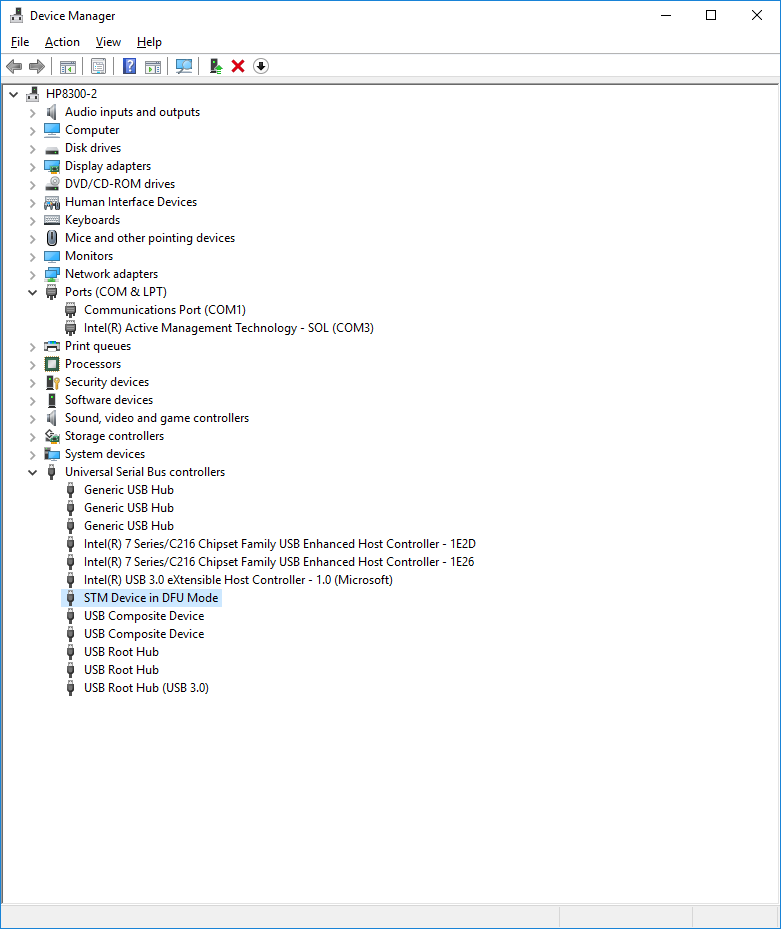 Device Manager
File Action View Help
HP8300-2
Audio inputs and outputs
Computer
Disk drives
Display adapters
DVD/CD-ROM drives
Human Interface Devices
Keyboards
Mice and other pointing devices
Monitors
Network adapters
Ports (COM & LPT)
Communications Port (COM1)
Intel(R) Active Management Technology - SOL (COM3)
Print queues
Processors
Security devices
Software devices
Sound, video and game controllers
Storage controllers
System devices
Universal Serial Bus controllers
Generic USB Hub
Generic USB Hub
Generic USB Hub
Intel(R) 7 Series/C216 Chipset Family USB Enhanced Host Controller - 1E2D
Intel(R) 7 Series/C216 Chipset Family USB Enhanced Host Controller - 1E26
Intel(R) USB 3.0 eXtensible Host Controller - 1.0 (Microsoft)
STM Device in DFU Mode
USB Composite Device
USB Composite Device
USB Root Hub
USB Root Hub
USB Root Hub (USB 3.0)